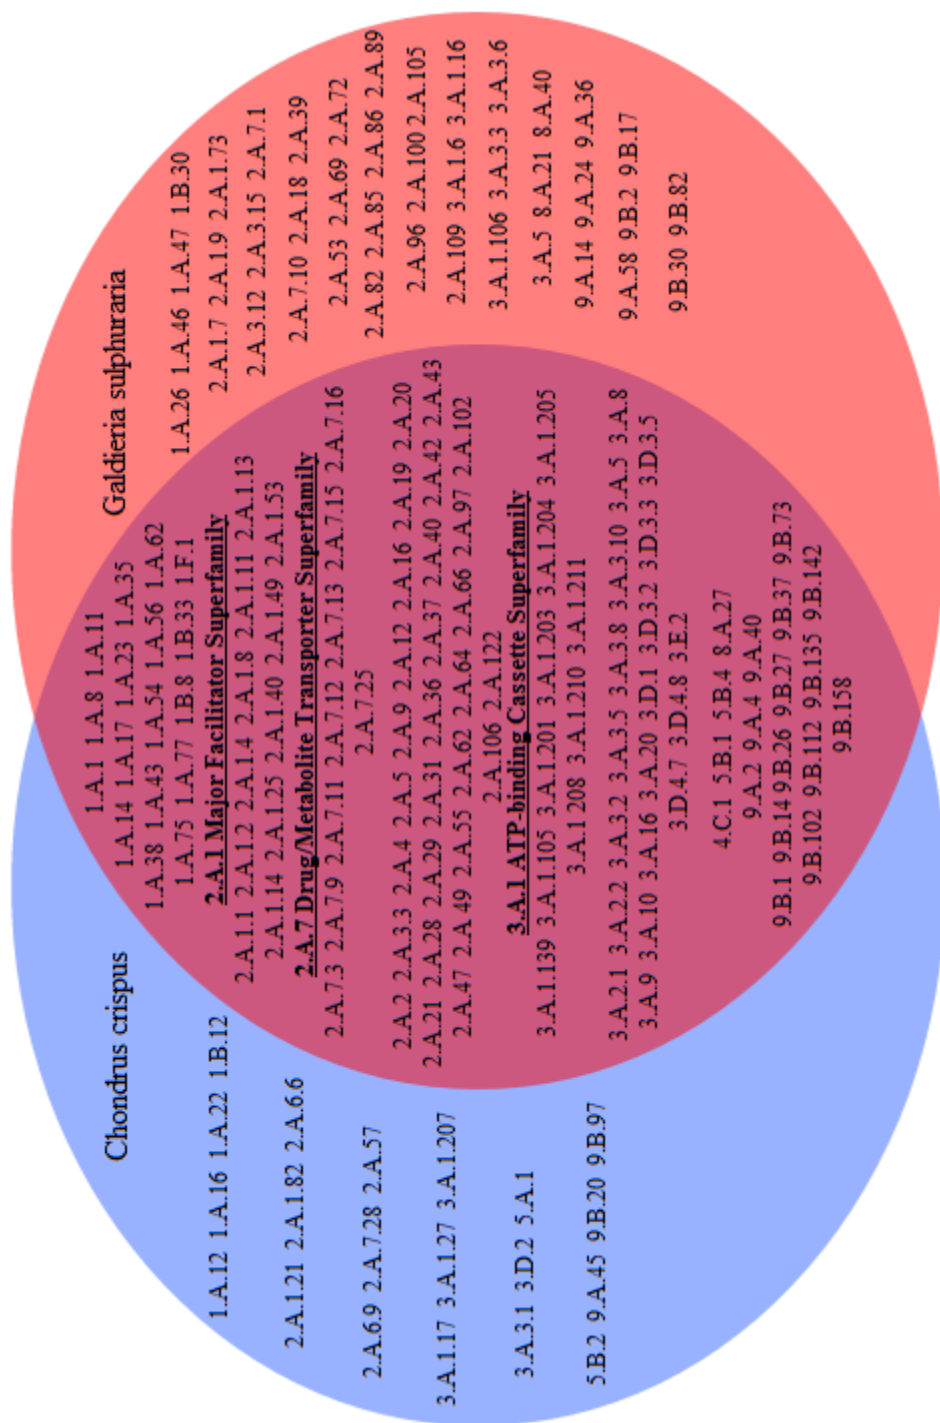 Chondrus crispus
1.A.12 1.A.16 1.A.22 1.B.12
2.A.1.21 2.A.1.82 2.A.6.6
2.A.6.9 2.A.7.28 2.A.57
3.A.1.17 3.A.1.27 3.A.1.207
3.A.3.1 3.D.2 5.A.1
5.B.2 9.A.45 9.B.20 9.B.97
1.A.1 1.A.8 1.A.11
1.A.14 1.A.17 1.A.23 1.A.35
1.A.38 1.A.43 1.A.54 1.A.56 1.A.62
1.A.75 1.A.77 1.B.8 1.B.33 1.F.1
2.A.1 Major Facilitator Superfamily
2.A.1.1 2.A.1.2 2.A.1.4 2.A.1.8 2.A.1.11 2.A.1.13
2.A.1.14 2.A.1.25 2.A.1.40 2.A.1.49 2.A.1.53
2.A.7 Drug/Metabolite Transporter Superfamily
2.A.7.3 2.A.7.9 2.A.7.11 2.A.7.12 2.A.7.13 2.A.7.15 2.A.7.16
2.A.7.25
2.A.2 2.A.3.3 2.A.4 2.A.5 2.A.9 2.A.12 2.A.16 2.A.19 2.A.20
2.A.21 2.A.28 2.A.29 2.A.31 2.A.36 2.A.37 2.A.40 2.A.42 2.A.43
2.A.47 2.A 49 2.A.55 2.A.62 2.A.64 2.A.66 2.A.97 2.A.102
2.A.106 2.A.122
3.A.1 ATP-binding Cassette Superfamily
3.A.1.139 3.A.1.105 3.A.1.201 3.A.1.203 3.A.1.204 3.A.1.205
3.A.1 208 3.A.1.210 3.A.1.211
3.A.2.1 3.A.2.2 3.A.3.2 3.A.3.5 3.A.3.8 3.A.3.10 3.A.5 3.A.8
3.A.9 3.A.10 3.A.16 3.A.20 3.D.1 3.D.3.2 3.D.3.3 3.D.3.5
3.D.4.7 3.D.4.8 3.E.2
4.C.1 5.B.1 5.B.4 8.A.27
9.A.2 9.A.4 9.A.40
9.B.1 9.B.14 9.B.26 9.B.27 9.B.37 9.B.73
9.B.102 9.B.112 9.B.135 9.B.142
9.B.158
Galdieria sulphuraria
1.A.26 1.A.46 1.A.47 1.B.30
2.A.1.7 2.A.1.9 2.A.1.73
2.A.3.12 2.A.3.15 2.A.7.1
2.A.7.10 2.A.18 2.A.39
2.A.53 2.A.69 2.A.72
2.A.82 2.A.85 2.A.86 2.A.89
2.A.96 2.A.100 2.A.105
2.A.109 3.A.1.6 3.A.1.16
3.A.1.106 3.A.3.3 3.A.3.6
3.A.5 8.A.21 8.A.40
9.A.14 9.A.24 9.A.36
9.A.58 9.B.2 9.B.17
9.B.30 9.B.82